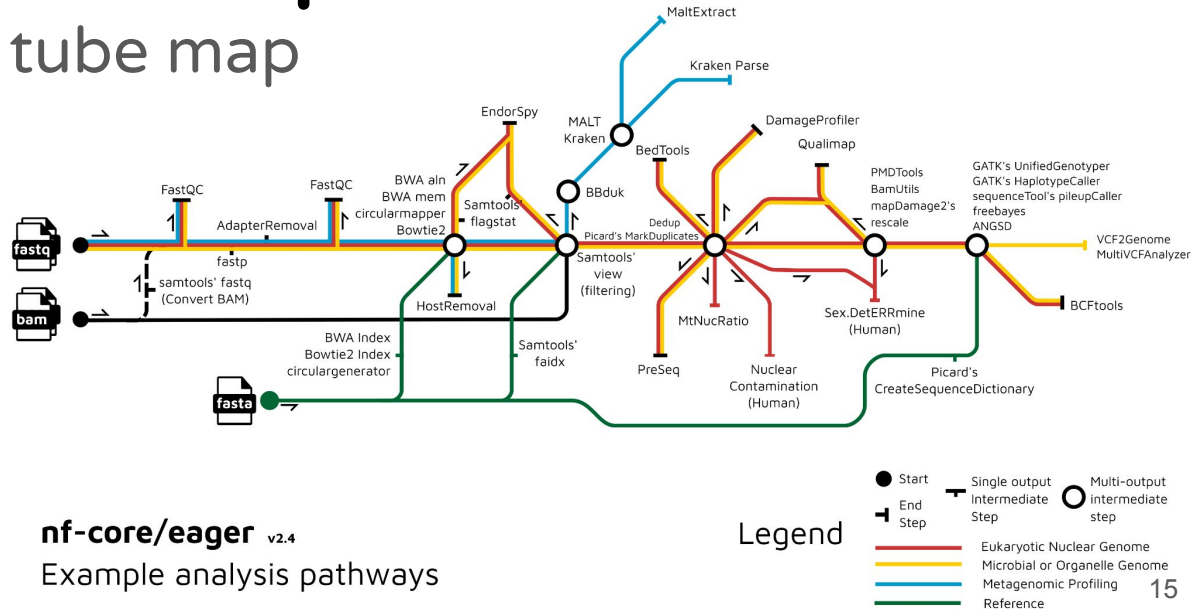 tube map
MaltExtract
Kraken Parse
EndorSpy
MALT
Kraken
DamageProfiler
BedTools
Qualimap
FastQC
FastQC
AdapterRemoval
BWA aln
BWA mem
circularmapper
Bowtie2
Samtools'
flagstat
BBduk
Dedup
Picard's MarkDuplicates
PMDTools
BamUtils
mapDamage2's
rescale
GATK's UnifiedGenotyper
GATK's HaplotypeCaller
sequenceTool's pileupCaller
freebayes
ANGSD
fastq
fastp
samtools' fastq
(Convert BAM)
Samtools'
view
(filtering)
VCF2Genome
MultiVCFAnalyzer
bam
HostRemoval
MtNucRatio
Sex.DetERRmine
(Human)
BCFtools
BWA Index
Bowtie2 Index
circulargenerator
Samtools'
faidx
PreSeq
Nuclear
Contamination
(Human)
Picard's
CreateSequenceDictionary
fasta
nf-core/eager v2.4
Example analysis pathways
Legend
Start
End
Step
Single output
Intermediate
Step
Multi-output
intermediate
step
Eukaryotic Nuclear Genome
Microbial or Organelle Genome
Metagenomic Profiling
Reference
15